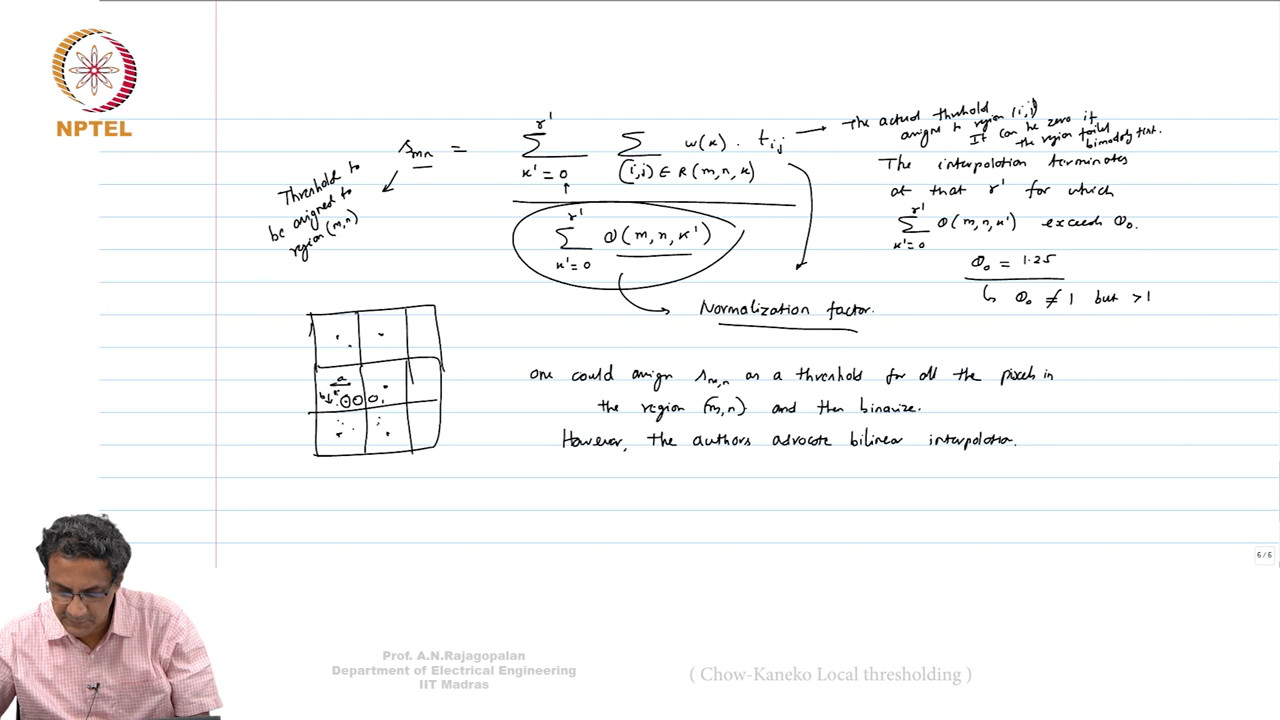 NPTEL
s_mn = Σ_{κ'=0}^{r'} Σ_{(i,j) ∈ R(m,n,κ)} w(κ) . t_ij
Σ_{κ'=0}^{r'} Φ(m,n,κ')
Threshold to
be assigned to
region (m,n)
Normalization factor.
The actual threshold
assigned to region (i,j)
It can be zero if
the region failed
bimodality test.
The interpolation terminates
at that r' for which
Σ_{κ'=0}^{r'} Φ(m,n,κ') exceeds Φ₀.
Φ₀ = 1.25
Φ₀ ≠ 1 but > 1
a
b
one could assign s_m,n as a threshold for all the pixels in
the region (m,n) and then binarize.
However, the authors advocate bilinear interpolation.
6 / 6
Prof. A.N.Rajagopalan
Department of Electrical Engineering
IIT Madras
( Chow-Kaneko Local thresholding )